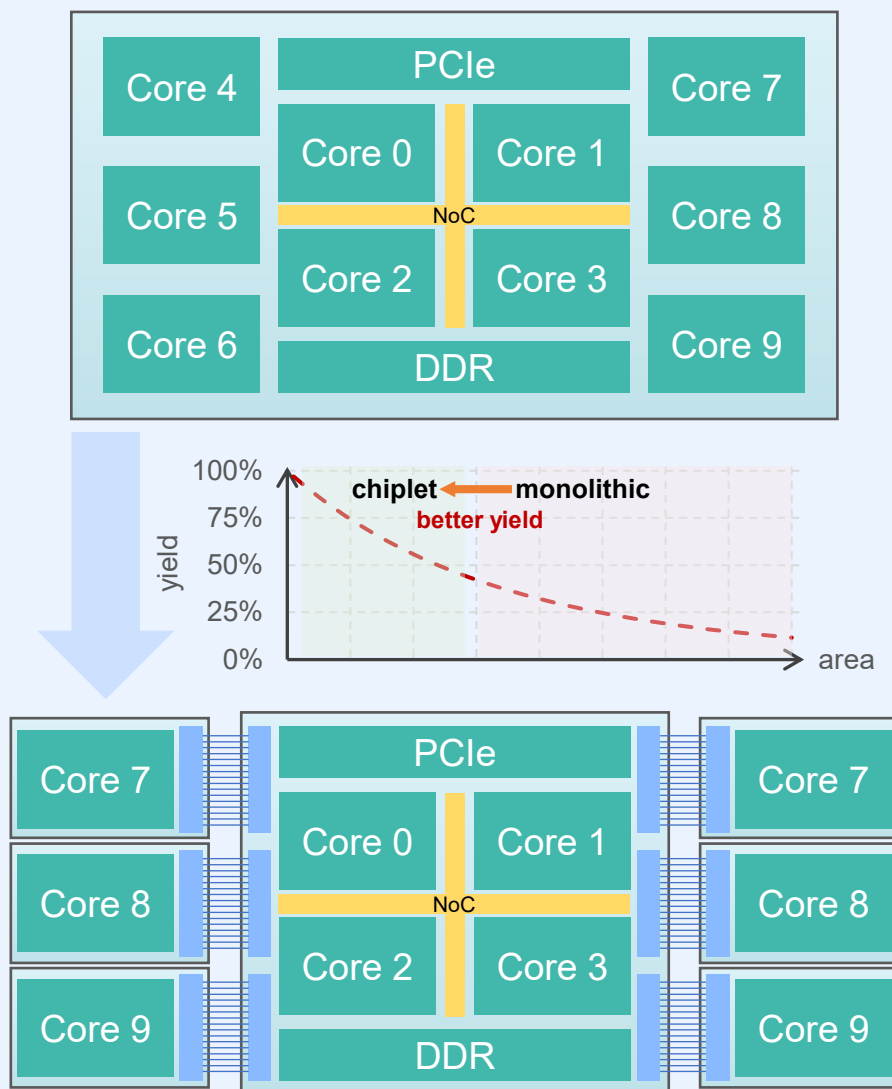 PCIe
Core 4
Core 7
Core 0
Core 1
Core 5
NoC
Core 8
Core 2
Core 3
Core 6
Core 9
DDR
100%
chiplet
monolithic
75%
better yield
yield
50%
25%
0%
area
PCIe
Core 7
Core 7
Core 0
Core 1
Core 8
NoC
Core 8
Core 2
Core 3
Core 9
Core 9
DDR